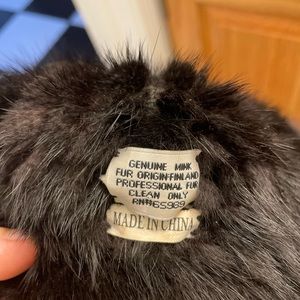 GENUINE MINK
FUR ORIGIN:FINLAND
PROFESSIONAL FUR
CLEAN ONLY
RN#65989
MADE IN CHINA